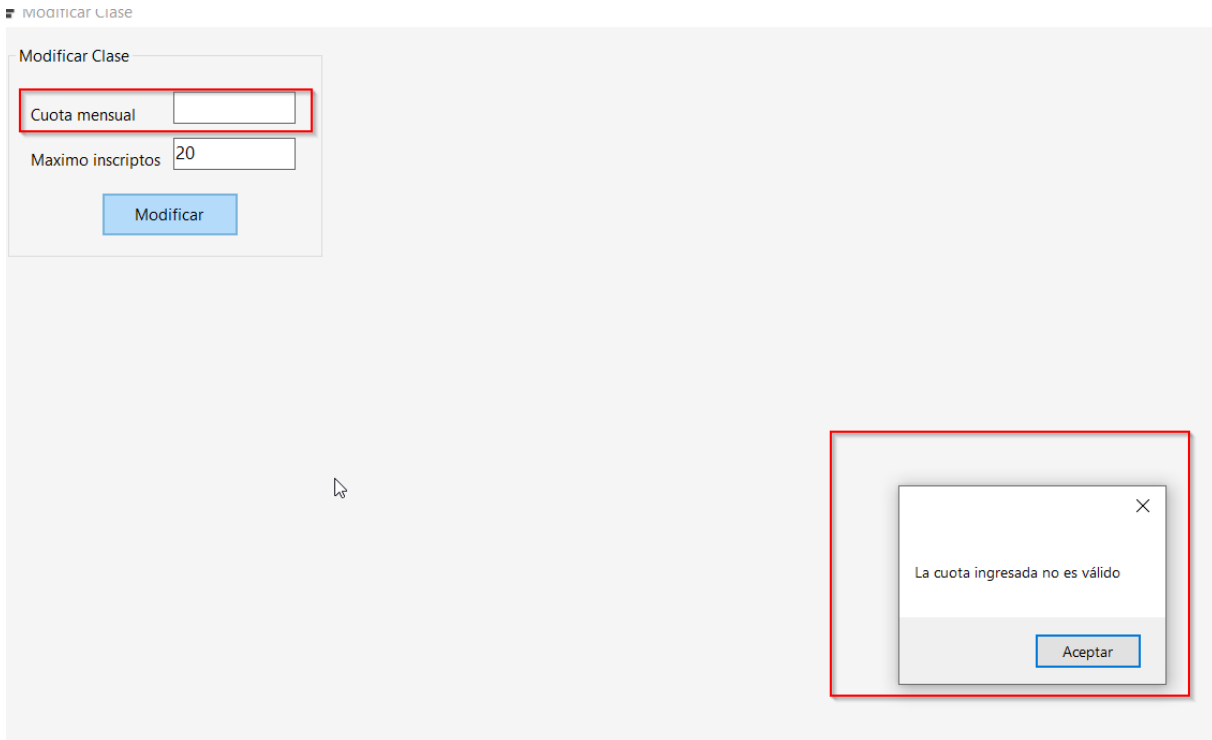 Modificar Clase
Modificar Clase
Cuota mensual
Maximo inscriptos 20
Modificar
La cuota ingresada no es válido
Aceptar